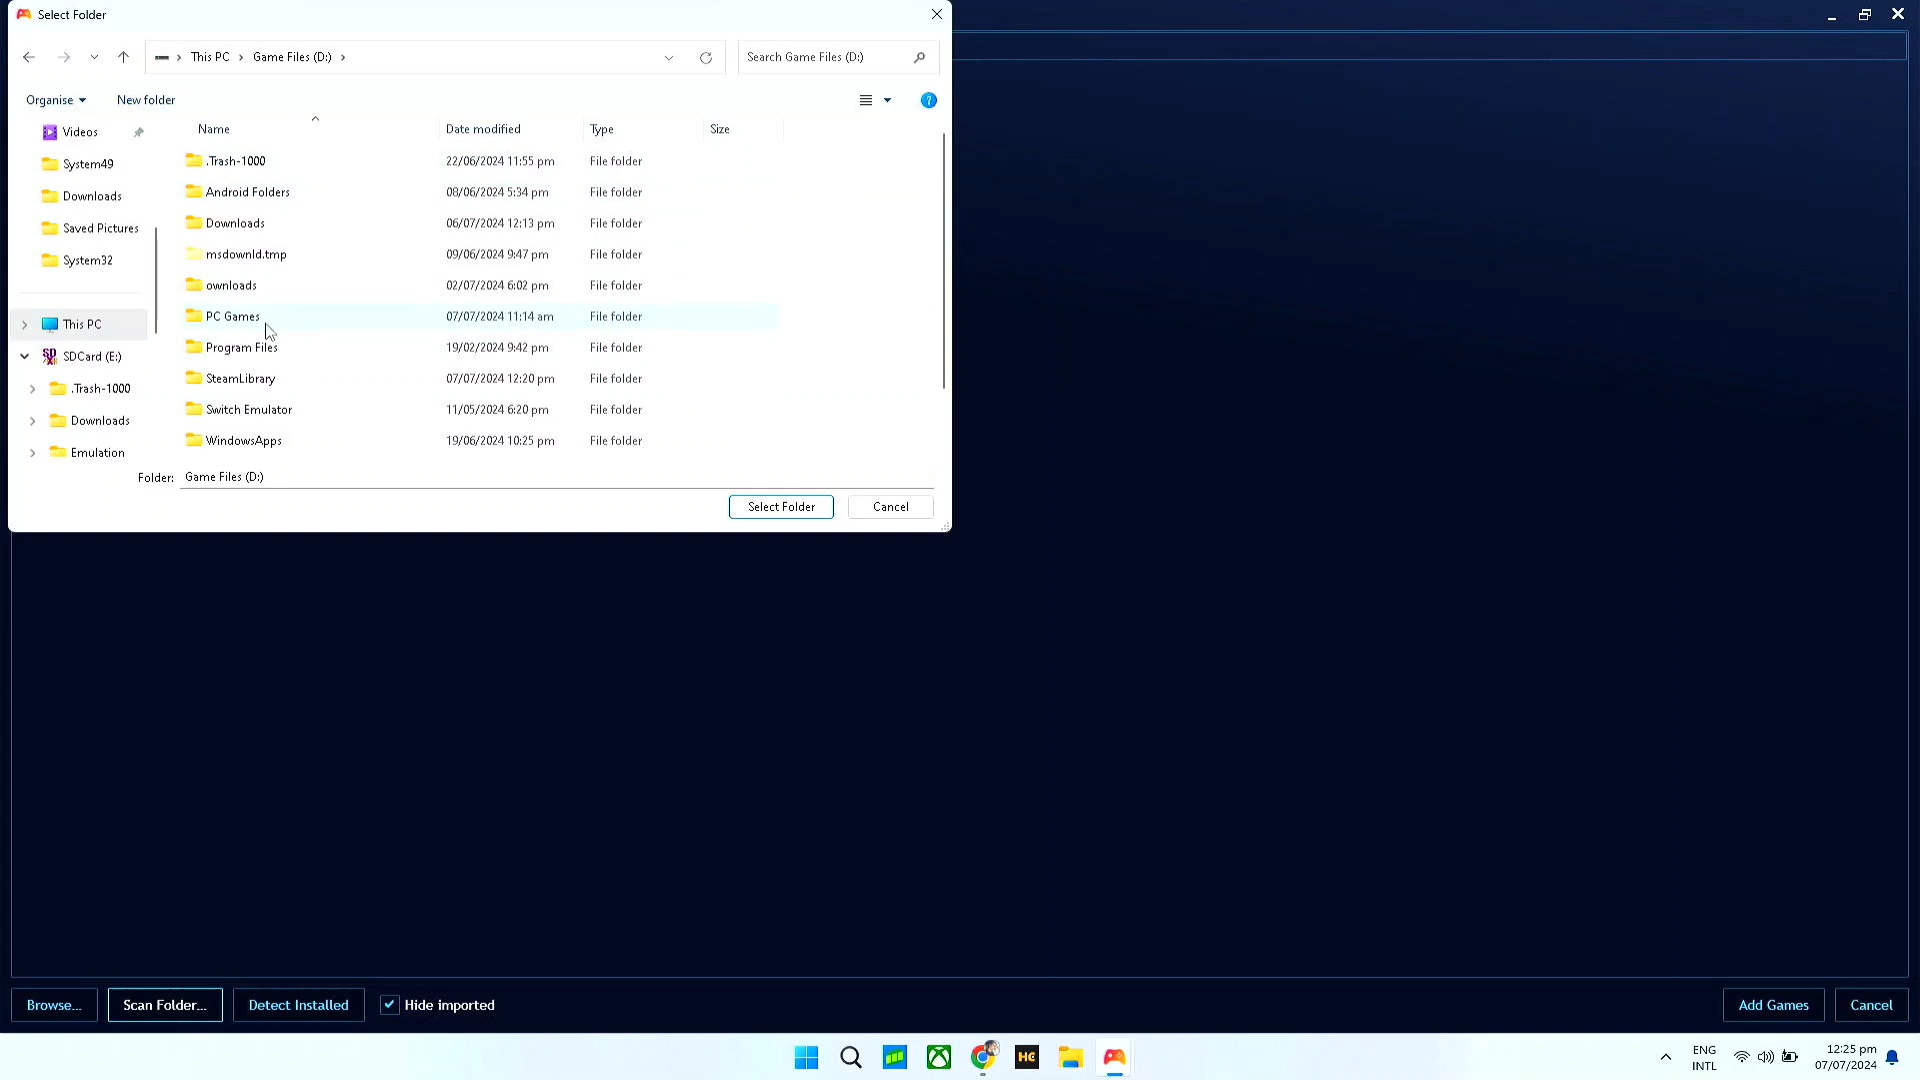 Select Folder
This PC > Game Files (D:) >
Search Game Files (D:)
Organise
New folder
Videos
System49
Downloads
Saved Pictures
System32
This PC
SDCard (E:)
.Trash-1000
Downloads
Emulation
Name Date modified Type Size
.Trash-1000 22/06/2024 11:55 pm File folder
Android Folders 08/06/2024 5:34 pm File folder
Downloads 06/07/2024 12:13 pm File folder
msdownld.tmp 09/06/2024 9:47 pm File folder
ownloads 02/07/2024 6:02 pm File folder
PC Games 07/07/2024 11:14 am File folder
Program Files 19/02/2024 9:42 pm File folder
SteamLibrary 07/07/2024 12:20 pm File folder
Switch Emulator 11/05/2024 6:20 pm File folder
WindowsApps 19/06/2024 10:25 pm File folder
Folder: Game Files (D:)
Select Folder Cancel
Browse... Scan Folder... Detect Installed Hide imported Add Games Cancel
HC
ENG
INTL
12:25 pm
07/07/2024